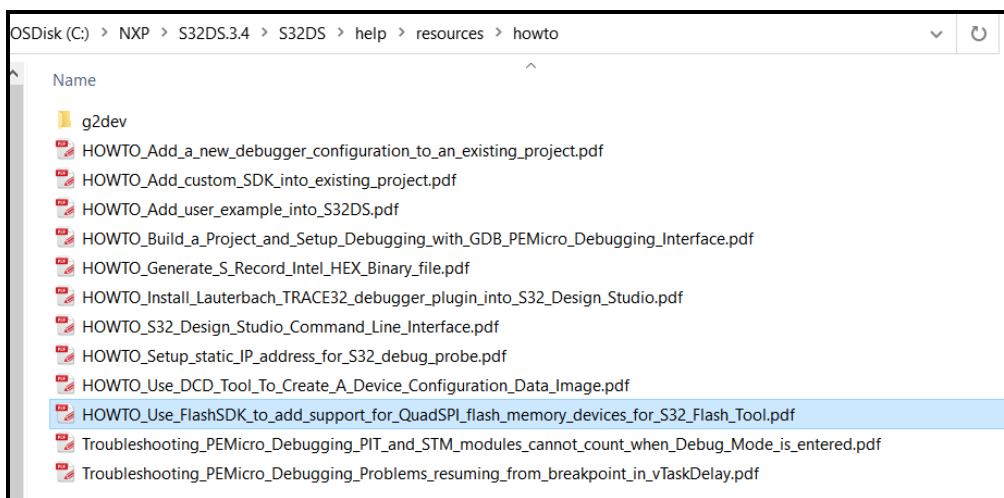 OSDisk (C:) > NXP > S32DS.3.4 > S32DS > help > resources > howto
Name
g2dev
HOWTO_Add_a_new_debugger_configuration_to_an_existing_project.pdf
HOWTO_Add_custom_SDK_into_existing_project.pdf
HOWTO_Add_user_example_into_S32DS.pdf
HOWTO_Build_a_Project_and_Setup_Debugging_with_GDB_PEMicro_Debugging_Interface.pdf
HOWTO_Generate_S_Record_Intel_HEX_Binary_file.pdf
HOWTO_Install_Lauterbach_TRACE32_debugger_plugin_into_S32_Design_Studio.pdf
HOWTO_S32_Design_Studio_Command_Line_Interface.pdf
HOWTO_Setup_static_IP_address_for_S32_debug_probe.pdf
HOWTO_Use_DCD_Tool_To_Create_A_Device_Configuration_Data_Image.pdf
HOWTO_Use_FlashSDK_to_add_support_for_QuadSPI_flash_memory_devices_for_S32_Flash_Tool.pdf
Troubleshooting_PEMicro_Debugging_PIT_and_STM_modules_cannot_count_when_Debug_Mode_is_entered.pdf
Troubleshooting_PEMicro_Debugging_Problems_resuming_from_breakpoint_in_vTaskDelay.pdf